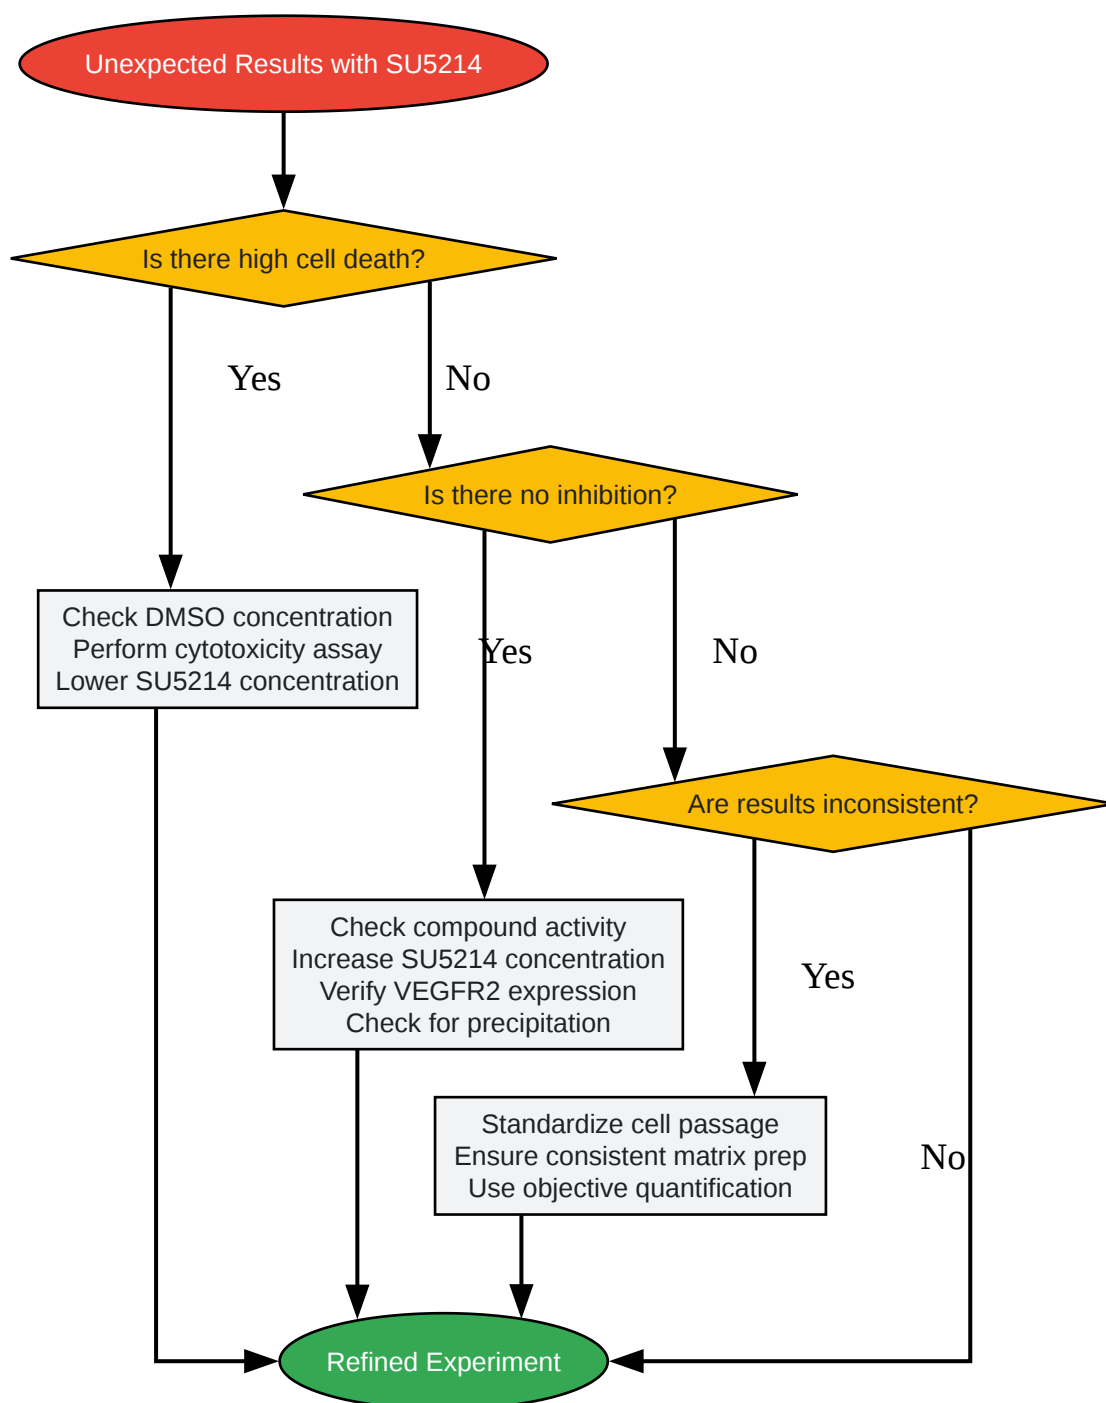 Unexpected Results with SU5214
Is there high cell death?
Yes
No
Is there no inhibition?
Check DMSO concentration
Perform cytotoxicity assay
Lower SU5214 concentration
Yes
No
Are results inconsistent?
Check compound activity
Increase SU5214 concentration
Verify VEGFR2 expression
Check for precipitation
Yes
Standardize cell passage
Ensure consistent matrix prep
Use objective quantification
No
Refined Experiment